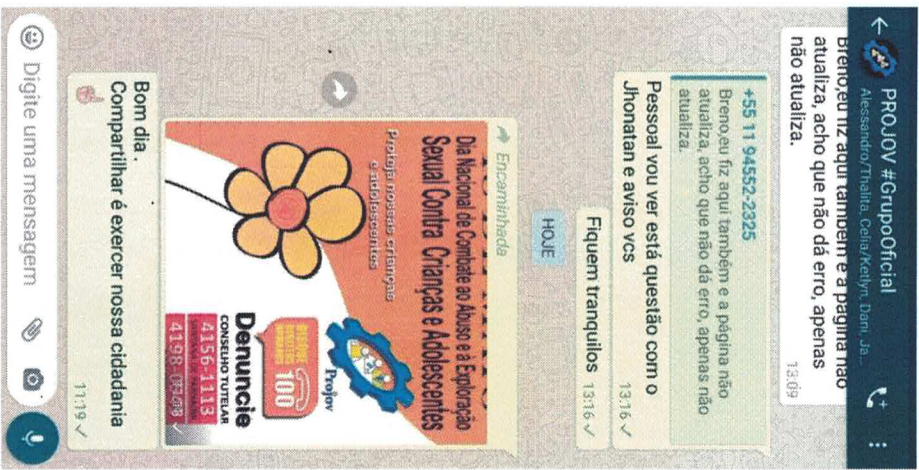 PROJOV #GrupoOficial
Alessandro/Thalita, Celia/Ketlyn, Dani, Ja...
Breno,eu fiz aqui também e a página não
atualiza, acho que não dá erro, apenas
não atualiza.
13:09
+55 11 94552-2325
Breno,eu fiz aqui também e a página não
atualiza, acho que não dá erro, apenas não
atualiza.
Pessoal vou ver está questão com o
Jhonatan e aviso vcs
13:16
Fiquem tranquilos 13:16
HOJE
Encaminhada
Dia Nacional de Combate ao Abuso e à Exploração
Sexual Contra Crianças e Adolescentes
Proteja nossas crianças
e adolescentes
Projov
100
Denuncie
CONSELHO TUTELAR
4156-1113
Bom dia .
Compartilhar é exercer nossa cidadania
11:19
Digite uma mensagem